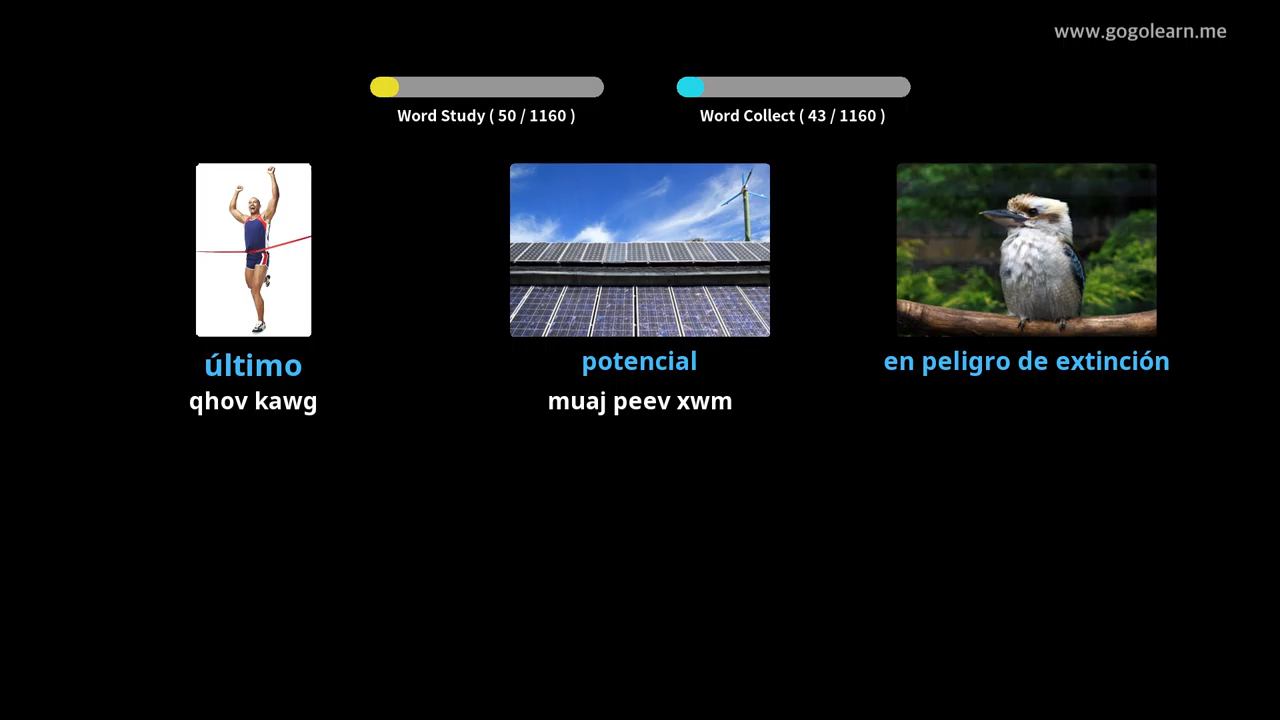 www.gogolearn.me
Word Study ( 50 / 1160 )
Word Collect ( 43 / 1160 )
último
potencial
en peligro de extinción
qhov kawg
muaj peev xwm